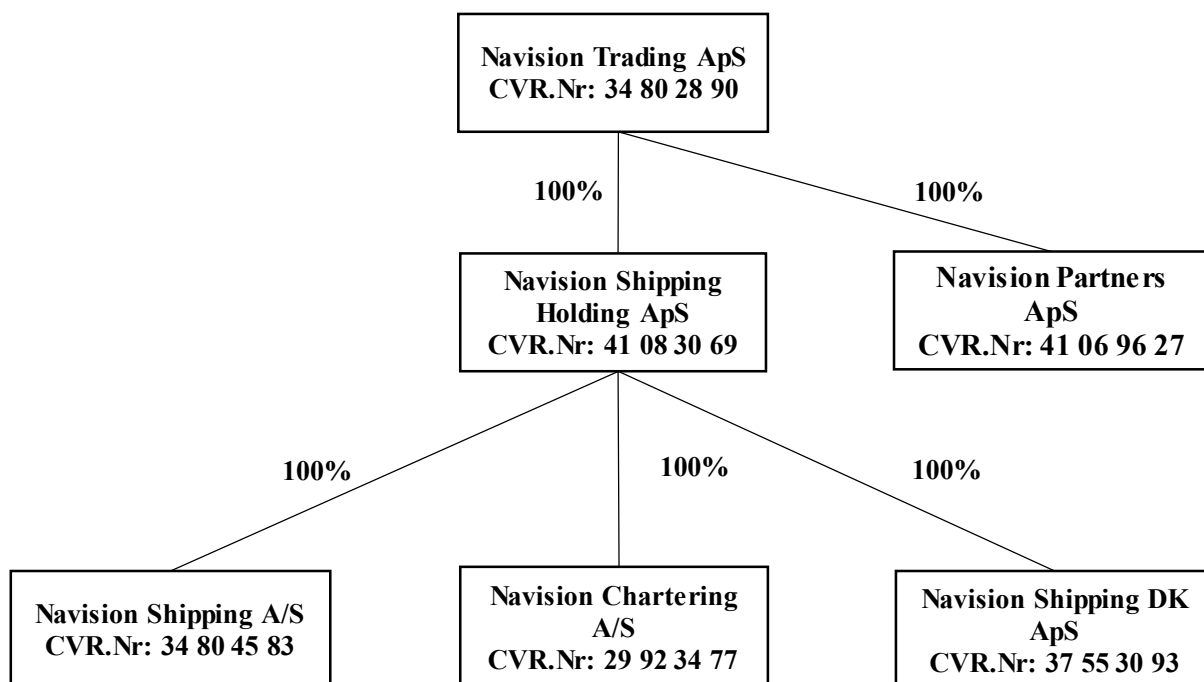 Navision Trading ApS
CVR.Nr: 34 80 28 90
100%
100%
Navision Shipping
Holding ApS
CVR.Nr: 41 08 30 69
Navision Partners
ApS
CVR.Nr: 41 06 96 27
100%
100%
100%
Navision Shipping A/S
CVR.Nr: 34 80 45 83
Navision Chartering
A/S
CVR.Nr: 29 92 34 77
Navision Shipping DK
ApS
CVR.Nr: 37 55 30 93